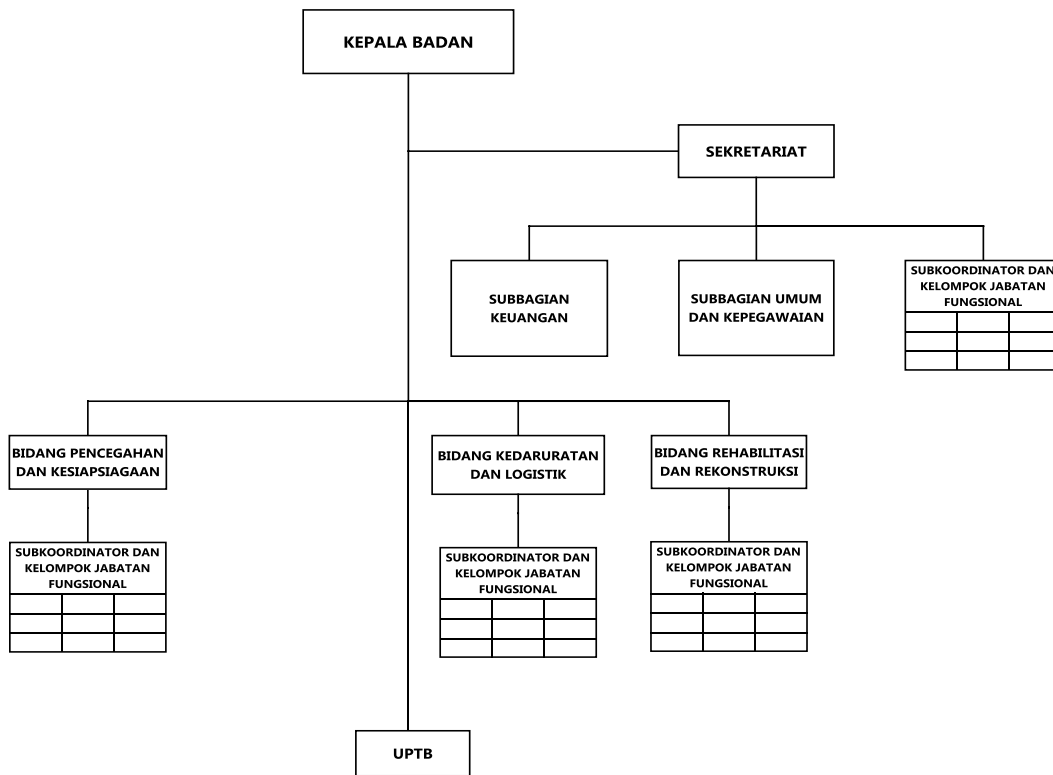 KEPALA BADAN
SEKRETARIAT
SUBBAGIAN
KEUANGAN
SUBBAGIAN UMUM
DAN KEPEGAWAIAN
SUBKOORDINATOR DAN
KELOMPOK JABATAN
FUNGSIONAL
BIDANG PENCEGAHAN
DAN KESIAPSIAGAAN
BIDANG KEDARURATAN
DAN LOGISTIK
BIDANG REHABILITASI
DAN REKONSTRUKSI
SUBKOORDINATOR DAN
KELOMPOK JABATAN
FUNGSIONAL
SUBKOORDINATOR DAN
KELOMPOK JABATAN
FUNGSIONAL
SUBKOORDINATOR DAN
KELOMPOK JABATAN
FUNGSIONAL
UPTB